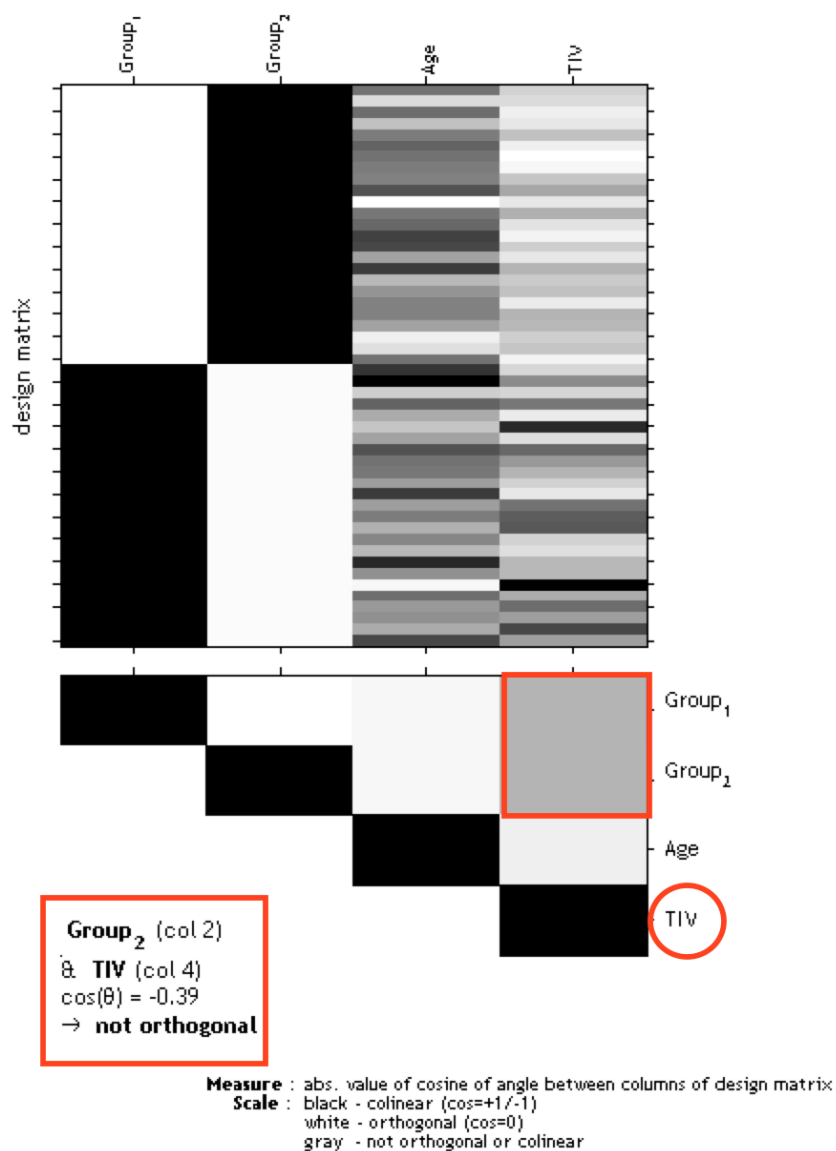 Group₁
Group₂
Age
TIV
design matrix
Group₁
Group₂
Age
TIV
Group₂ (col 2)
& TIV (col 4)
cos(θ) = -0.39
→ not orthogonal
Measure : abs. value of cosine of angle between columns of design matrix
Scale : black - colinear (cos=+1/-1)
white - orthogonal (cos=0)
gray - not orthogonal or colinear